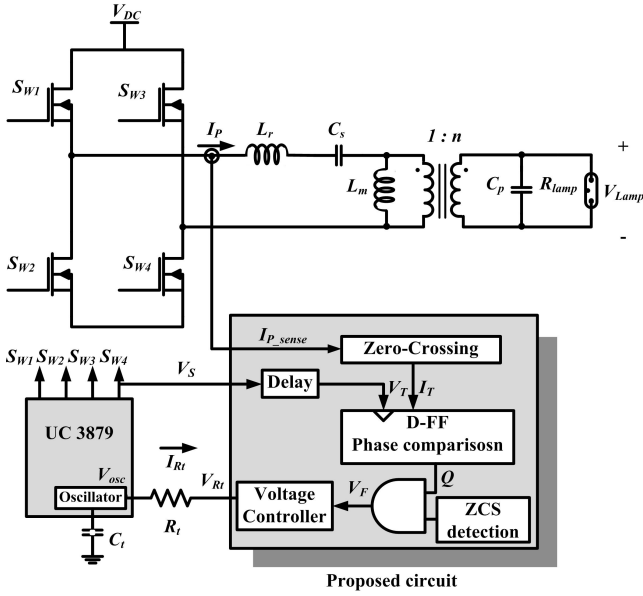 V_DC
S_W1
S_W3
I_P
L_r
C_s
1 : n
+
L_m
C_p
R_lamp
V_Lamp
-
S_W2
S_W4
I_P_sense
Zero-Crossing
S_W1 S_W2 S_W3 S_W4
V_S
Delay
V_T
I_T
D-FF
Phase comparisosn
UC 3879
I_Rt
V_osc
Oscillator
V_Rt
R_t
C_t
Voltage
Controller
V_F
Q
ZCS
detection
Proposed circuit